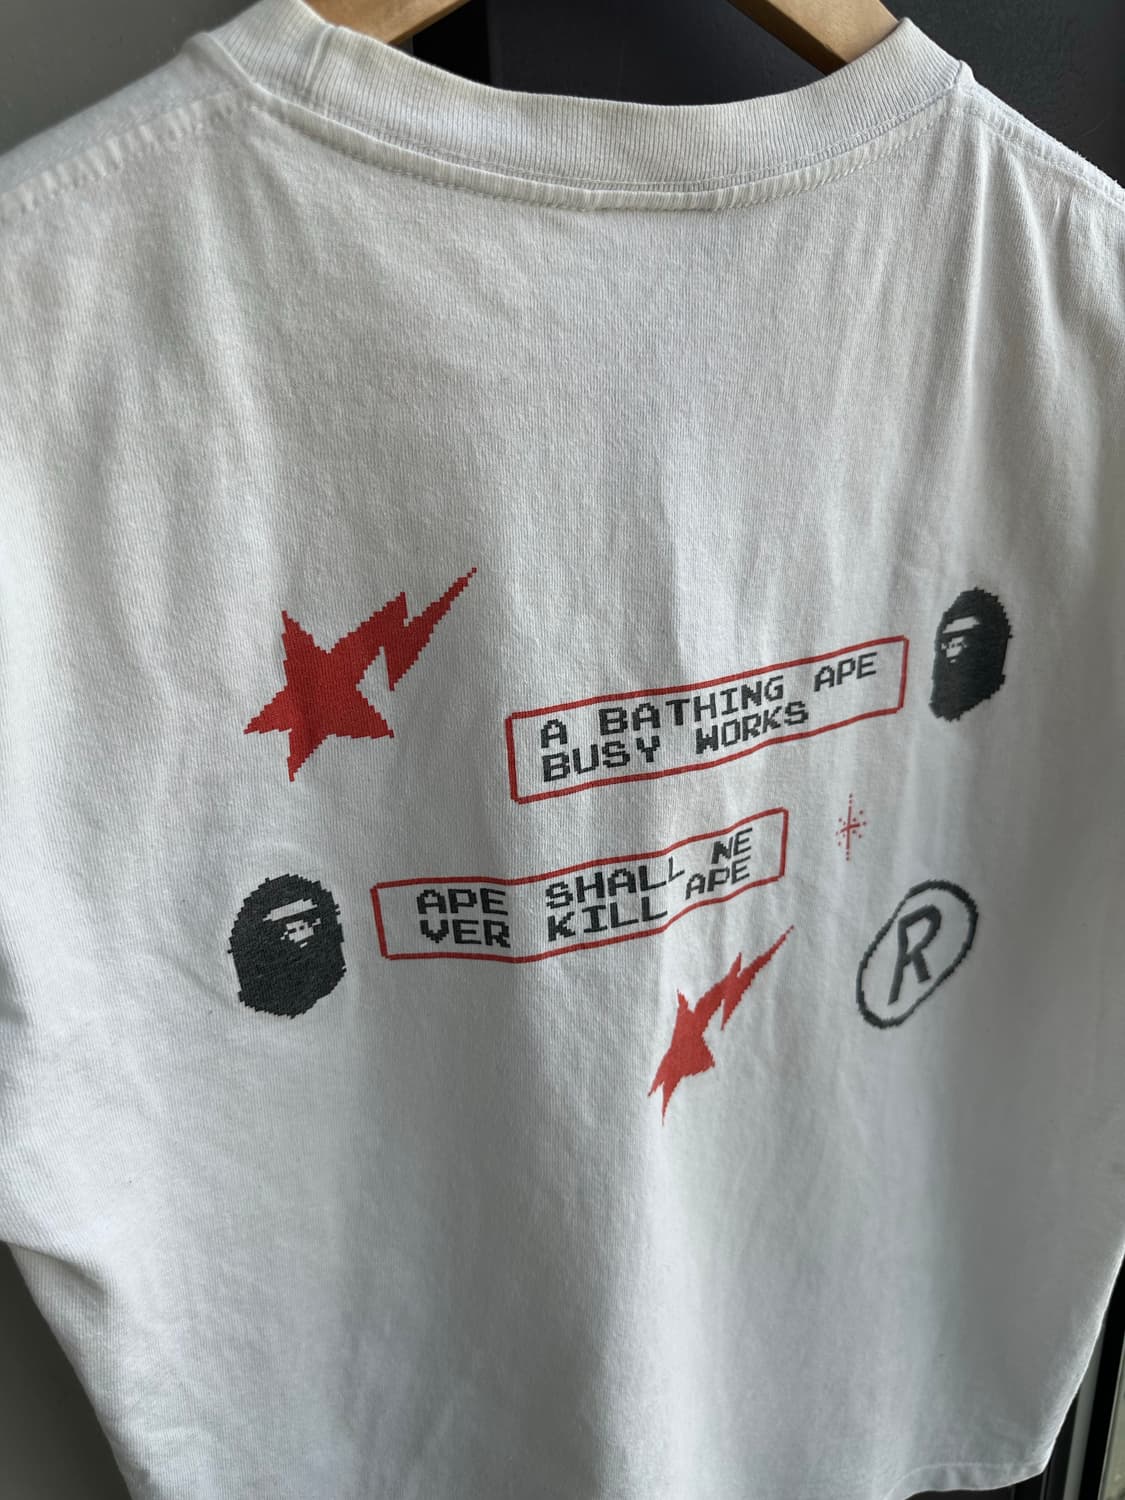 A BATHING APE
BUSY WORKS
APE SHALL NE
VER KILL APE
R